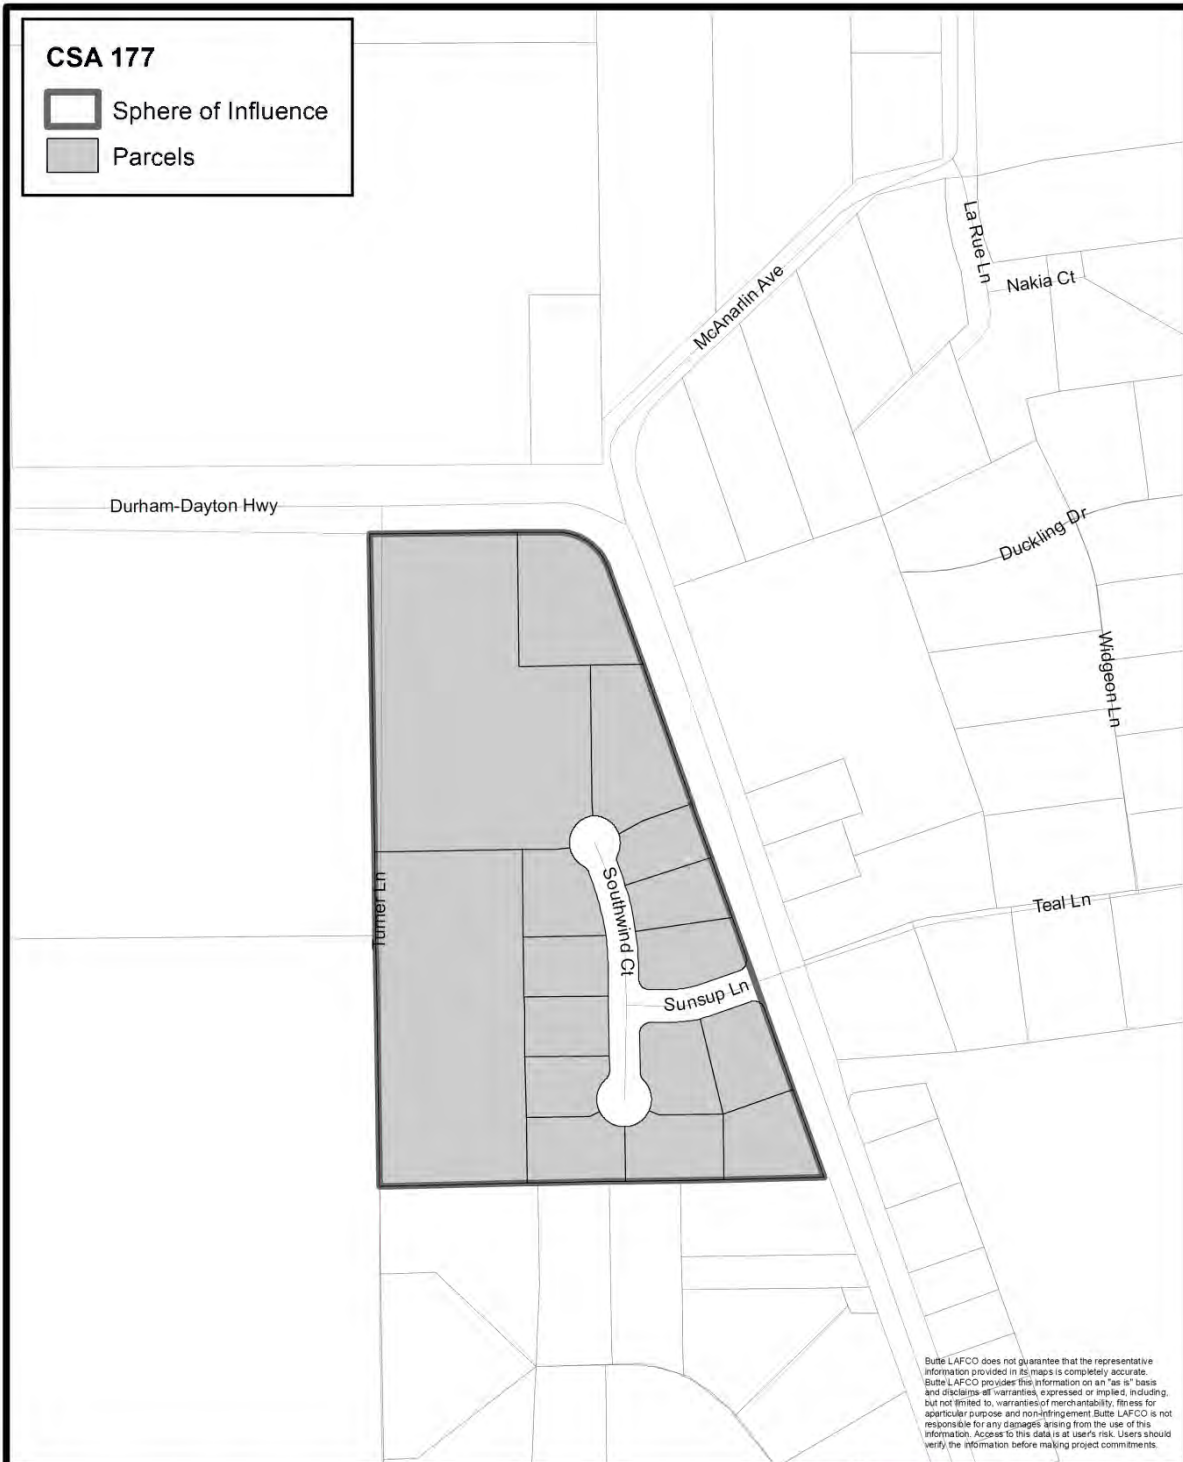 CSA 177
Sphere of Influence
Parcels
La Rue Ln
Nakia Ct
McAnarlin Ave
Durham-Dayton Hwy
Duckling Dr
Widgeon Ln
Turner Ln
Southwind Ct
Teal Ln
Sunsup Ln
Butte LAFCO does not guarantee that the representative
information provided in its maps is completely accurate.
Butte LAFCO provides this information on an "as is" basis
and disclaims all warranties, expressed or implied, including,
but not limited to, warranties of merchantability, fitness for
aparticular purpose and non-infringement.Butte LAFCO is not
responsible for any damages arising from the use of this
information. Access to this data is at user's risk. Users should
verify the information before making project commitments.